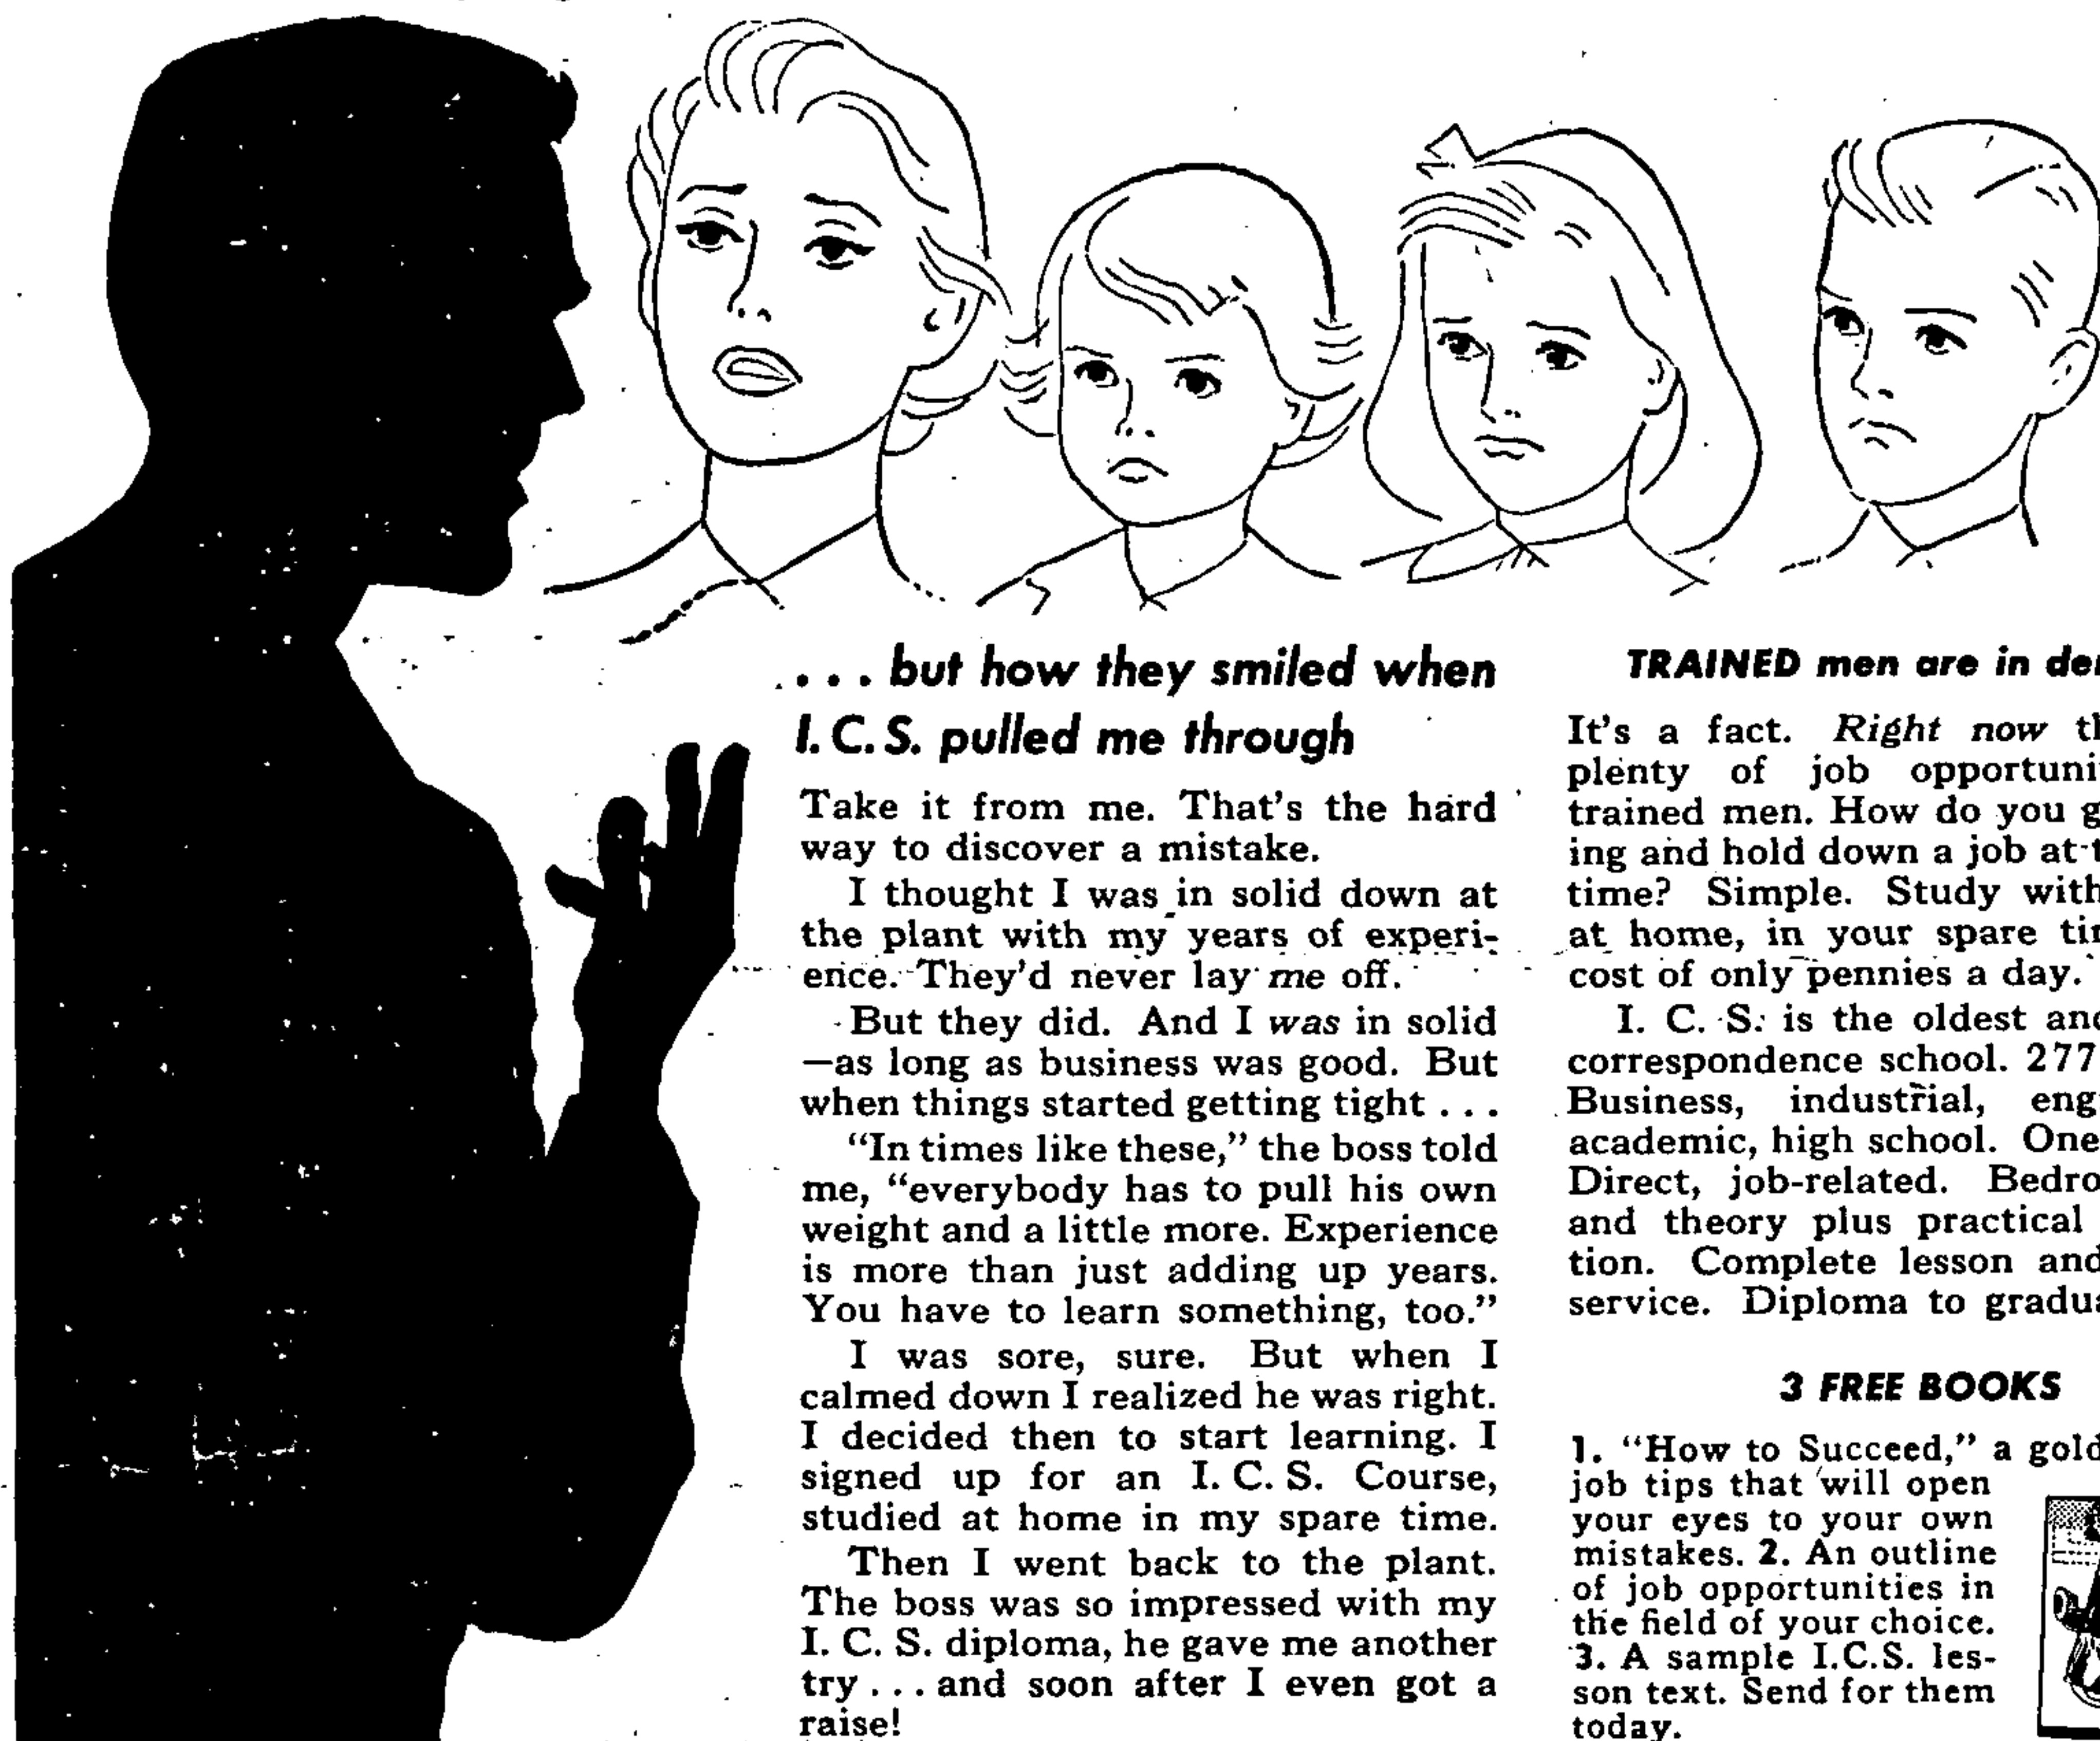 ... but how they smiled when
I. C. S. pulled me through
Take it from me. That's the hard
way to discover a mistake.
I thought I was in solid down at
the plant with my years of experi-
ence. They'd never lay me off.
But they did. And I was in solid
—as long as business was good. But
when things started getting tight ...
“In times like these,” the boss told
me, “everybody has to pull his own
weight and a little more. Experience
is more than just adding up years.
You have to learn something, too.”
I was sore, sure. But when I
calmed down I realized he was right.
I decided then to start learning. I
signed up for an I. C. S. Course,
studied at home in my spare time.
Then I went back to the plant.
The boss was so impressed with my
I. C. S. diploma, he gave me another
try ... and soon after I even got a
raise!
TRAINED men are in
It's a fact. Right now
plenty of job
trained men. How do you
ing and hold down a job at
time? Simple. Study with
at home, in your spare
cost of only pennies a day.
I. C. S. is the oldest
correspondence school. 277
Business, industrial,
academic, high school. One
Direct, job-related.
and theory plus practical
tion. Complete lesson and
service. Diploma to
3 FREE BOOKS
1. “How to Succeed,” a
job tips that will open
your eyes to your own
mistakes. 2. An outline
of job opportunities in
the field of your choice.
3. A sample I.C.S. les-
son text. Send for them
today.